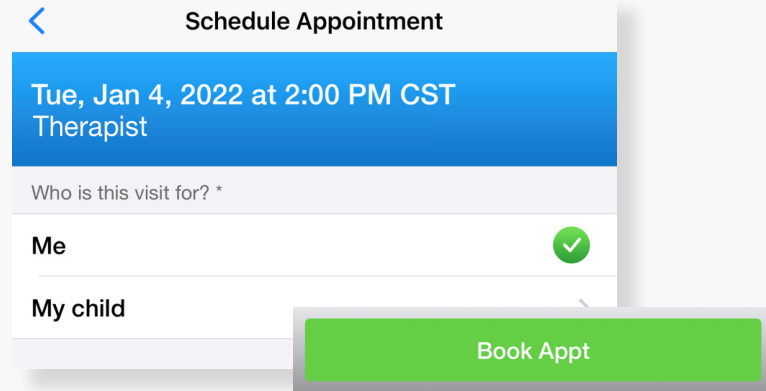 Schedule Appointment
Tue, Jan 4, 2022 at 2:00 PM CST
Therapist
Who is this visit for? *
Me
My child
Book Appt